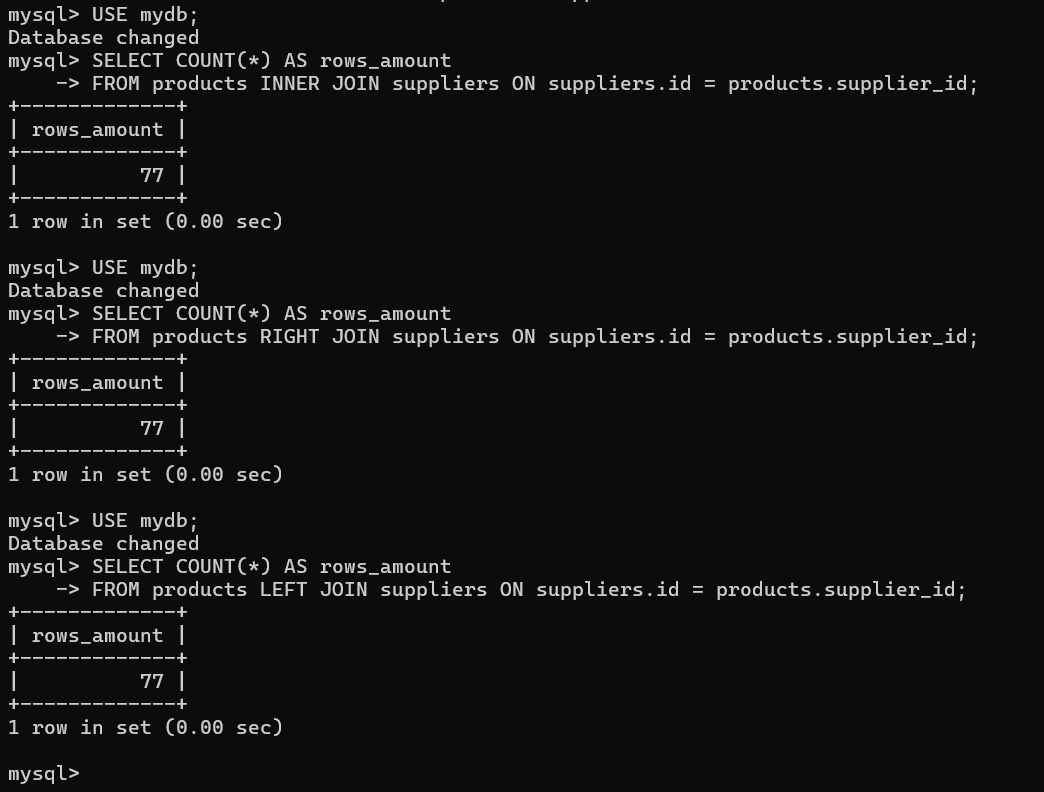 mysql> USE mydb;
Database changed
mysql> SELECT COUNT(*) AS rows_amount
    -> FROM products INNER JOIN suppliers ON suppliers.id = products.supplier_id;
+-------------+
| rows_amount |
+-------------+
|          77 |
+-------------+
1 row in set (0.00 sec)

mysql> USE mydb;
Database changed
mysql> SELECT COUNT(*) AS rows_amount
    -> FROM products RIGHT JOIN suppliers ON suppliers.id = products.supplier_id;
+-------------+
| rows_amount |
+-------------+
|          77 |
+-------------+
1 row in set (0.00 sec)

mysql> USE mydb;
Database changed
mysql> SELECT COUNT(*) AS rows_amount
    -> FROM products LEFT JOIN suppliers ON suppliers.id = products.supplier_id;
+-------------+
| rows_amount |
+-------------+
|          77 |
+-------------+
1 row in set (0.00 sec)

mysql>